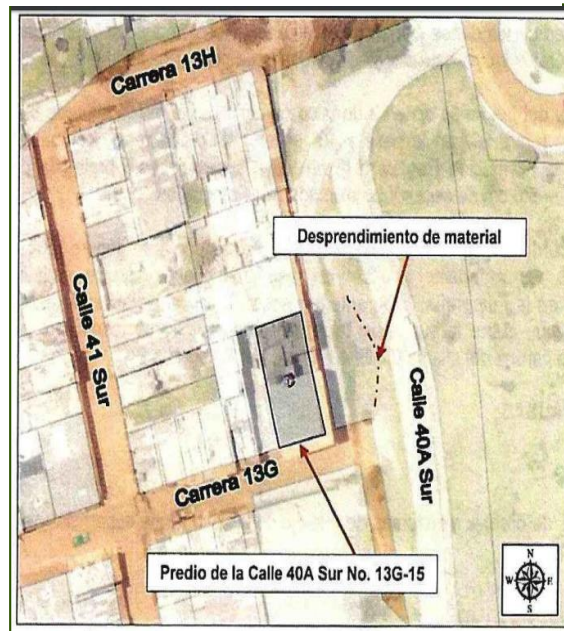 Carrera 13H
Desprendimiento de material
Calle 41 Sur
Calle 40A Sur
Carrera 13G
Predio de la Calle 40A Sur No. 13G-15
N
W E
S